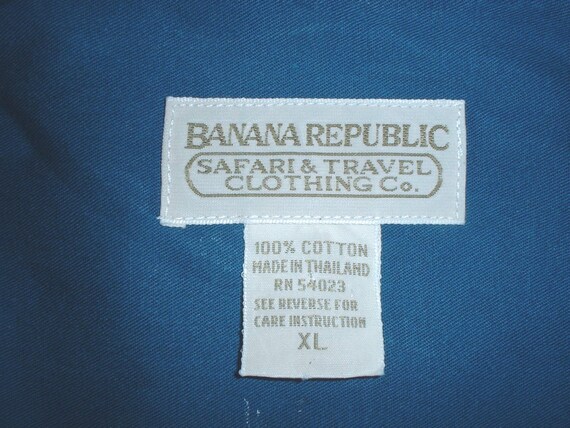 BANANA REPUBLIC
SAFARI & TRAVEL
CLOTHING CO.
100% COTTON
MADE IN THAILAND
RN 54023
SEE REVERSE FOR
CARE INSTRUCTION
XL